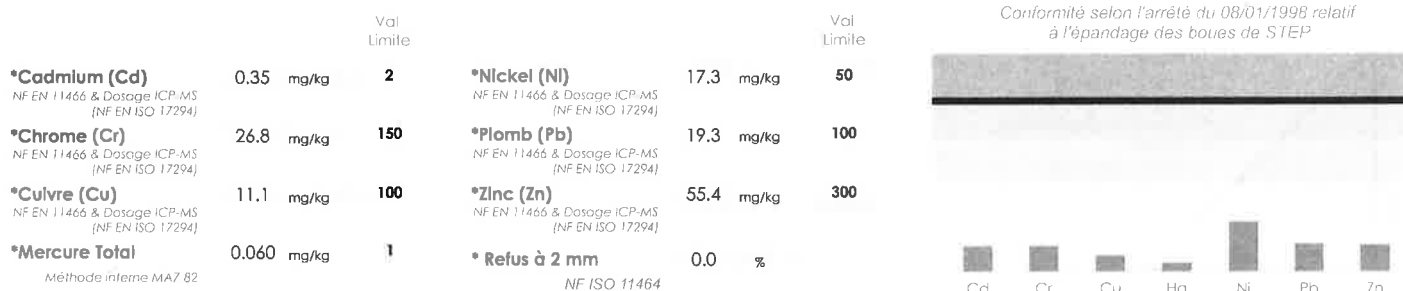 Val
Limite
*Cadmium (Cd) 0.35 mg/kg 2
NF EN 11466 & Dosage ICP-MS
(NF EN ISO 17294)
*Chrome (Cr) 26.8 mg/kg 150
NF EN 11466 & Dosage ICP-MS
(NF EN ISO 17294)
*Cuivre (Cu) 11.1 mg/kg 100
NF EN 11466 & Dosage ICP-MS
(NF EN ISO 17294)
*Mercure Total 0.060 mg/kg 1
Méthode interne MA7 82
Val
Limite
*Nickel (Ni) 17.3 mg/kg 50
NF EN 11466 & Dosage ICP-MS
(NF EN ISO 17294)
*Plomb (Pb) 19.3 mg/kg 100
NF EN 11466 & Dosage ICP-MS
(NF EN ISO 17294)
*Zinc (Zn) 55.4 mg/kg 300
NF EN 11466 & Dosage ICP-MS
(NF EN ISO 17294)
* Refus à 2 mm 0.0 %
NF ISO 11464
Conformité selon l'arrêté du 08/01/1998 relatif
à l'épandage des boues de STEP
Cd Cr Cu Hg Ni Pb Zn